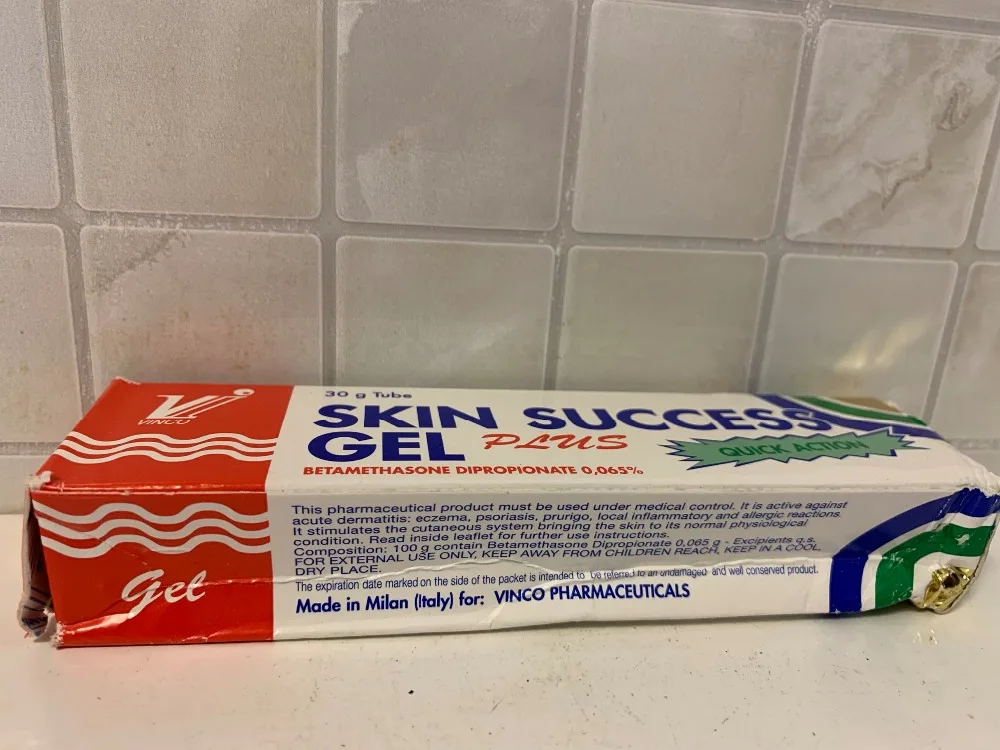 VINCO
30 g Tube
SKIN SUCCESS
GEL PLUS
QUICK ACTION
BETAMETHASONE DIPROPIONATE 0,065%
Gel
This pharmaceutical product must be used under medical control. It is active against
acute dermatitis: eczema, psoriasis, prurigo, local inflammatory and allergic reactions.
It stimulates the cutaneous system bringing the skin to its normal physiological
condition. Read inside leaflet for further use instructions.
Composition: 100 g contain Betamethasone Dipropionate 0,065 g - Excipients q.s.
FOR EXTERNAL USE ONLY, KEEP AWAY FROM CHILDREN REACH, KEEP IN A COOL,
DRY PLACE.
The expiration date marked on the side of the packet is intended to be referred to an undamaged and well conserved product.
Made in Milan (Italy) for: VINCO PHARMACEUTICALS